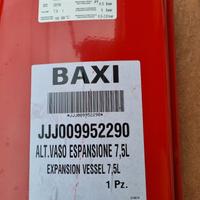 BAXI
*JJJ009952290*
JJJ009952290
ALT.VASO ESPANSIONE 7,5L
EXPANSION VESSEL 7,5L
1 Pz.